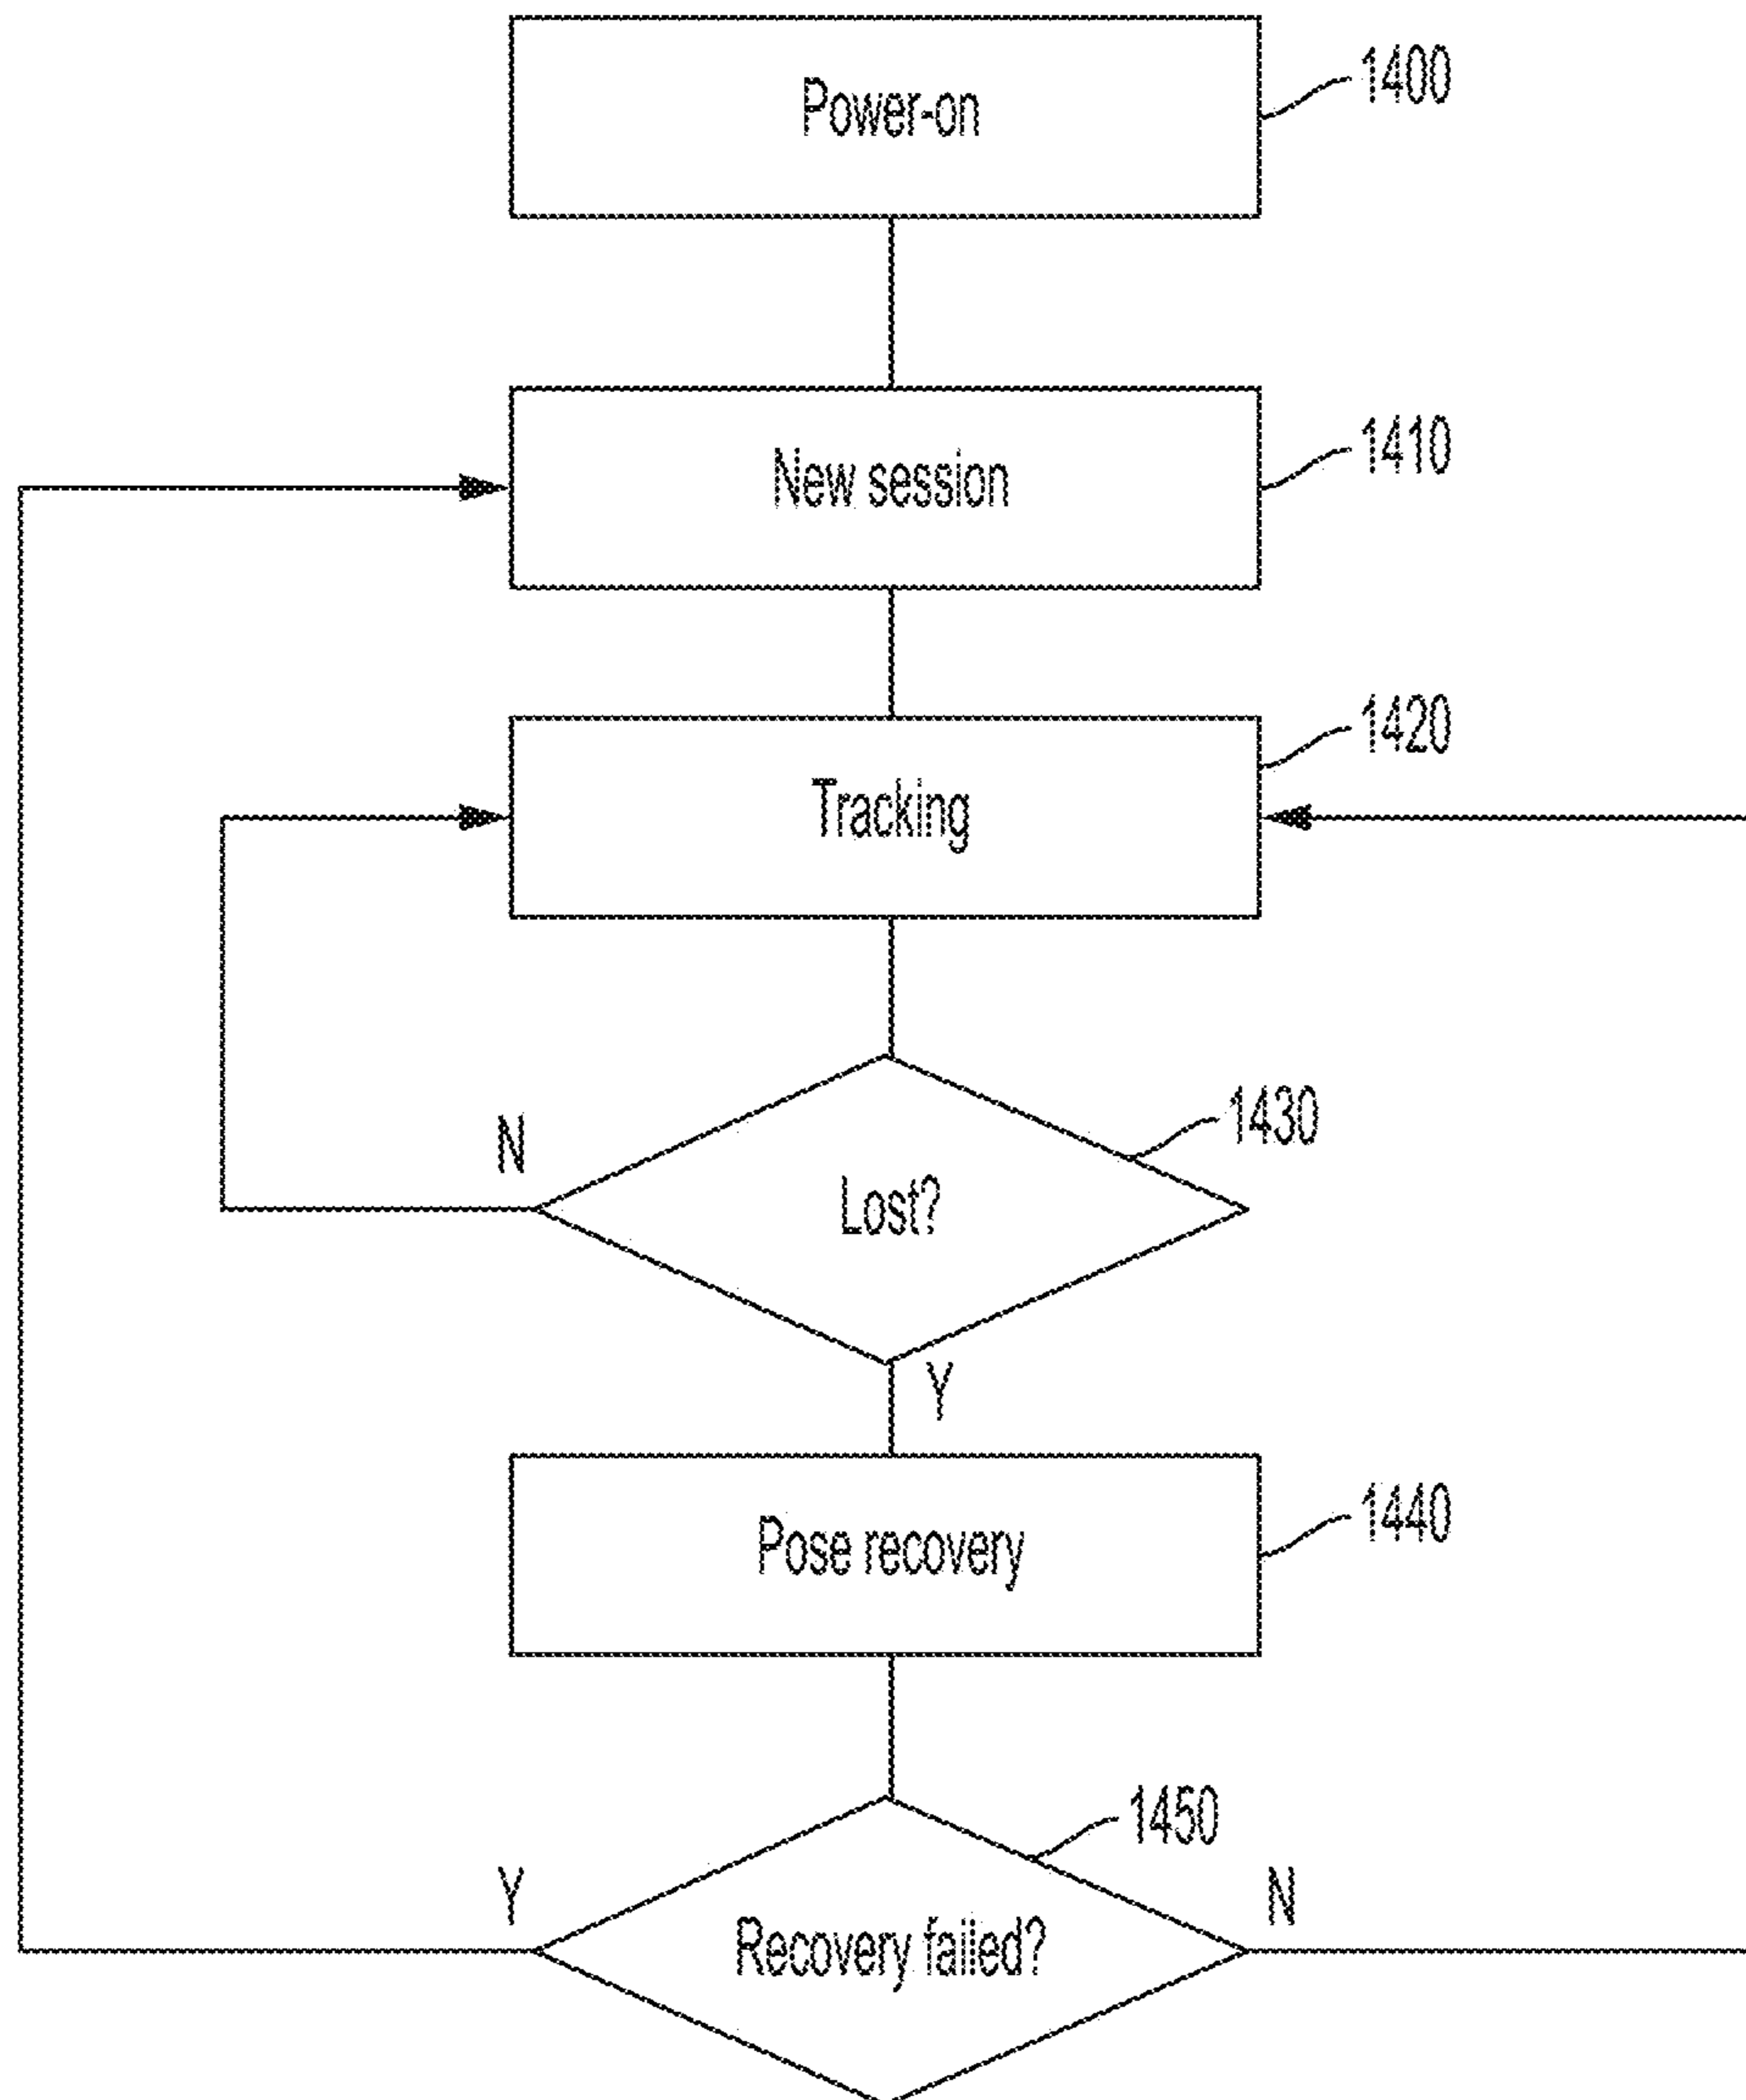 Power-on
1400
New session
1410
1420
Tracking
1430
N
Lost?
Y
Pose recovery
1440
1450
Y
N
Recovery failed?